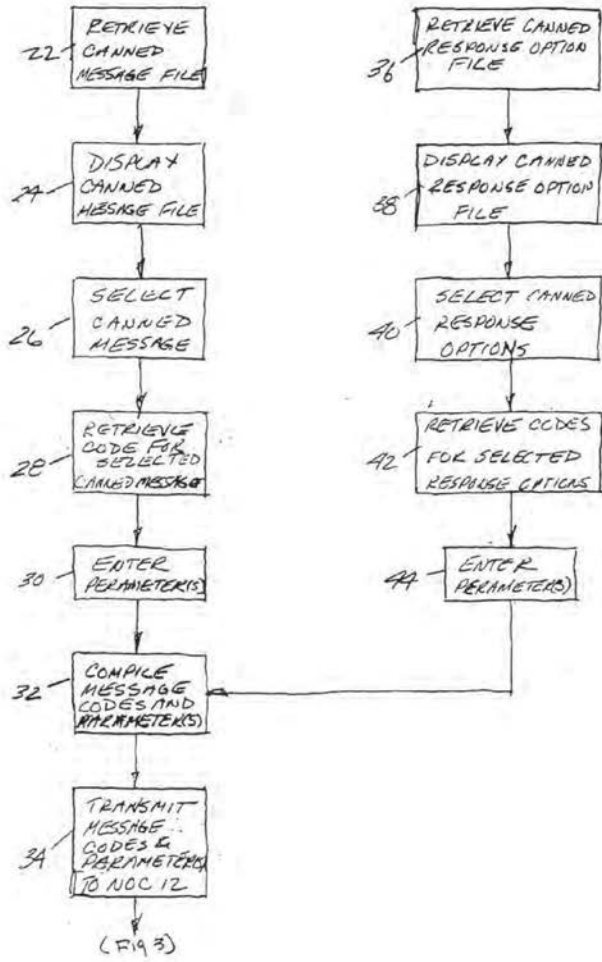 22
RETRIEVE
CANNED
MESSAGE FILE
24
DISPLAY
CANNED
MESSAGE FILE
26
SELECT
CANNED
MESSAGE
28
RETRIEVE
CODE FOR
SELECTED
CANNED MESSAGE
30
ENTER
PERAMETER(S)
32
COMPILE
MESSAGE
CODES AND
PARAMETER(S)
34
TRANSMIT
MESSAGE
CODES &
PARAMETER(S)
TO NOC 12
(FIG 3)
36
RETRIEVE CANNED
RESPONSE OPTION
FILE
38
DISPLAY CANNED
RESPONSE OPTION
FILE
40
SELECT CANNED
RESPONSE
OPTIONS
42
RETRIEVE CODES
FOR SELECTED
RESPONSE OPTIONS
44
ENTER
PERAMETER(S)